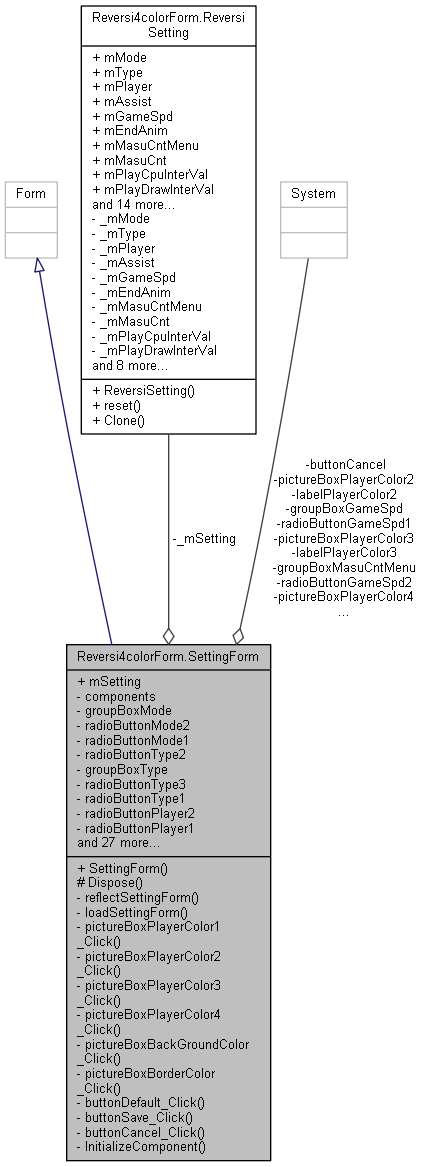 Reversi4colorForm.Reversi
Setting
+ mMode
+ mType
+ mPlayer
+ mAssist
+ mGameSpd
+ mEndAnim
+ mMasuCntMenu
+ mMasuCnt
+ mPlayCpuInterVal
+ mPlayDrawInterVal
and 14 more...
- _mMode
- _mType
- _mPlayer
- _mAssist
- _mGameSpd
- _mEndAnim
- _mMasuCntMenu
- _mMasuCnt
- _mPlayCpuInterVal
- _mPlayDrawInterVal
and 8 more...
+ ReversiSetting()
+ reset()
+ Clone()
Form
System
-_mSetting
-buttonCancel
-pictureBoxPlayerColor2
-labelPlayerColor2
-groupBoxGameSpd
-radioButtonGameSpd1
-pictureBoxPlayerColor3
-labelPlayerColor3
-groupBoxMasuCntMenu
-radioButtonGameSpd2
-pictureBoxPlayerColor4
...
Reversi4colorForm.SettingForm
+ mSetting
- components
- groupBoxMode
- radioButtonMode2
- radioButtonMode1
- radioButtonType2
- groupBoxType
- radioButtonType3
- radioButtonType1
- radioButtonPlayer2
- radioButtonPlayer1
and 27 more...
+ SettingForm()
# Dispose()
- reflectSettingForm()
- loadSettingForm()
- pictureBoxPlayerColor1
_Click()
- pictureBoxPlayerColor2
_Click()
- pictureBoxPlayerColor3
_Click()
- pictureBoxPlayerColor4
_Click()
- pictureBoxBackGroundColor
_Click()
- pictureBoxBorderColor
_Click()
- buttonDefault_Click()
- buttonSave_Click()
- buttonCancel_Click()
- InitializeComponent()